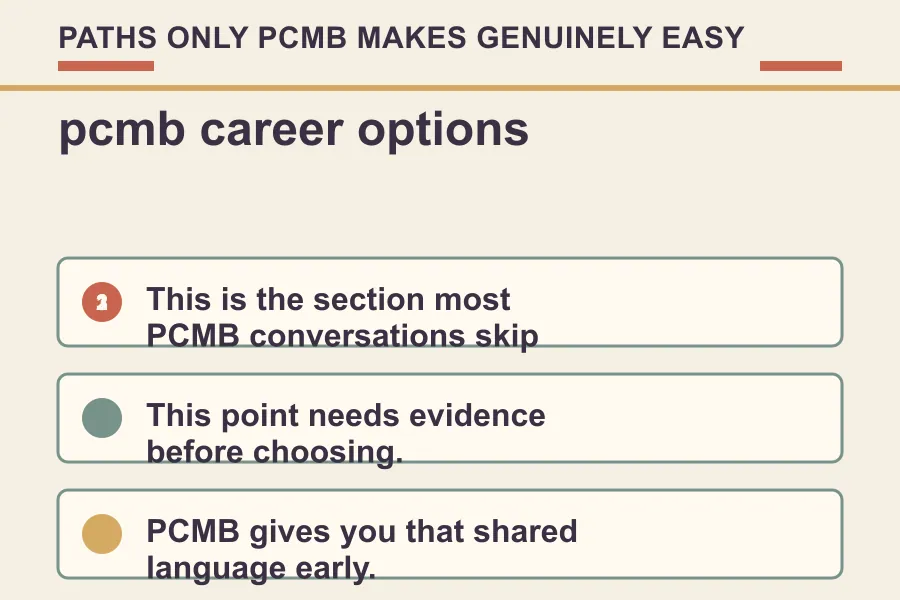 PATHS ONLY PCMB MAKES GENUINELY EASY
pcmb career options
This is the section most
PCMB conversations skip
This point needs evidence
before choosing.
PCMB gives you that shared
language early.